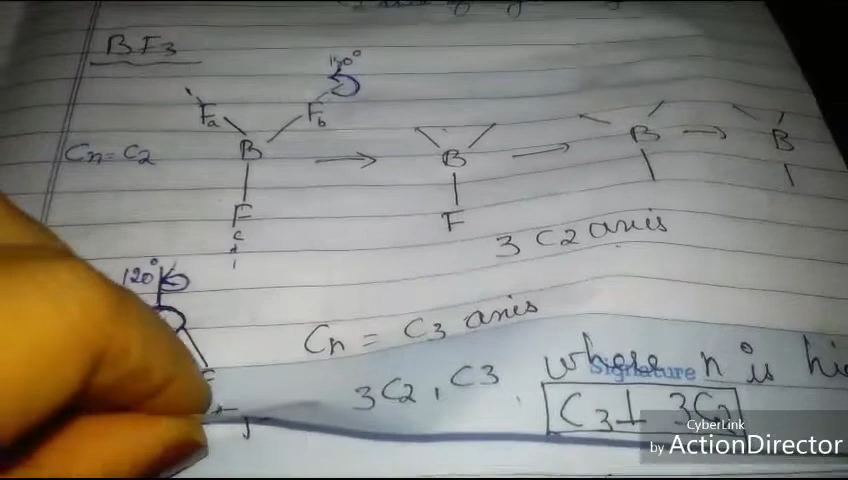 BF3
180°
Fa Fb
Cn = C2 B B B B
F F
c
3 C2 axis
120°
Cn = C3 axis
3C2, C3 where n is hi
Signature
C3 ⊥ 3C2
CyberLink
by ActionDirector